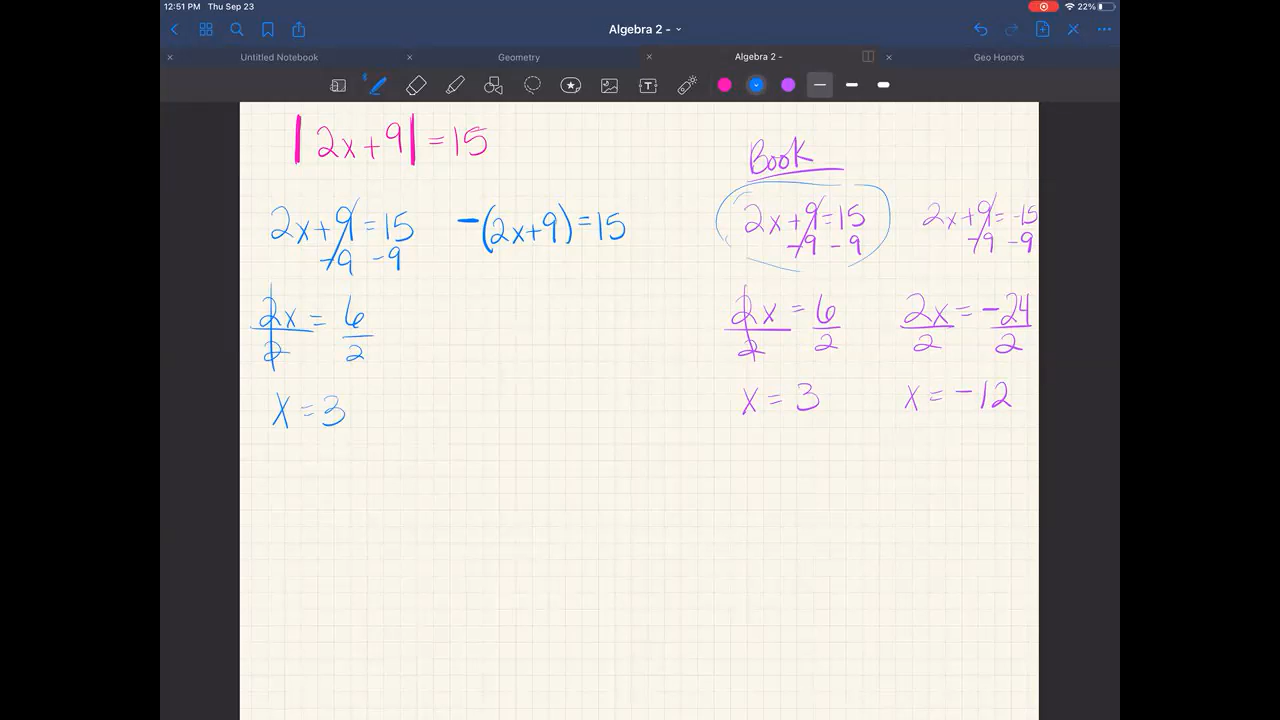 12:51 PM Thu Sep 23
22%
Algebra 2 -
Untitled Notebook
Geometry
Algebra 2 -
Geo Honors
|2x+9| = 15
Book
2x+9 = 15
-9 -9
2x = 6
2 2
x = 3
-(2x+9) = 15
2x+9 = 15
-9 -9
2x = 6
2 2
x = 3
2x+9 = -15
-9 -9
2x = -24
2 2
x = -12